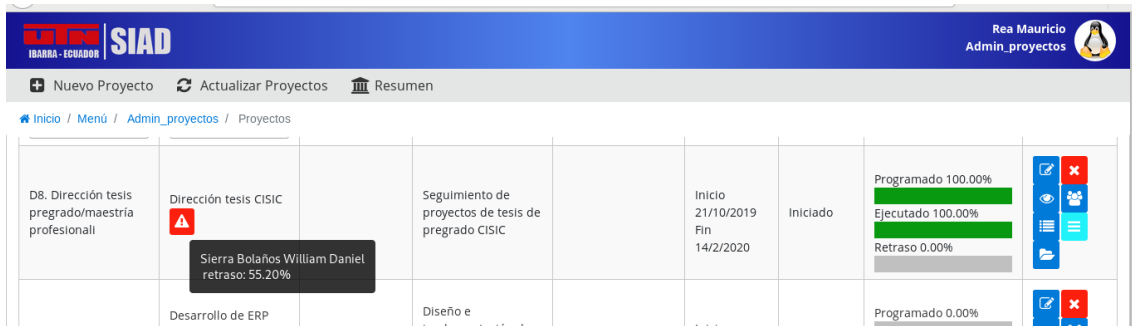 UTN
IBARRA - ECUADOR
SIAD
Rea Mauricio
Admin_proyectos
Nuevo Proyecto
Actualizar Proyectos
Resumen
Inicio / Menú / Admin_proyectos / Proyectos
D8. Dirección tesis
pregrado/maestría
profesionali
Dirección tesis CISIC
Sierra Bolaños William Daniel
retraso: 55.20%
Seguimiento de
proyectos de tesis de
pregrado CISIC
Inicio
21/10/2019
Fin
14/2/2020
Iniciado
Programado 100.00%
Ejecutado 100.00%
Retraso 0.00%
Desarrollo de ERP
Diseño e
Programado 0.00%